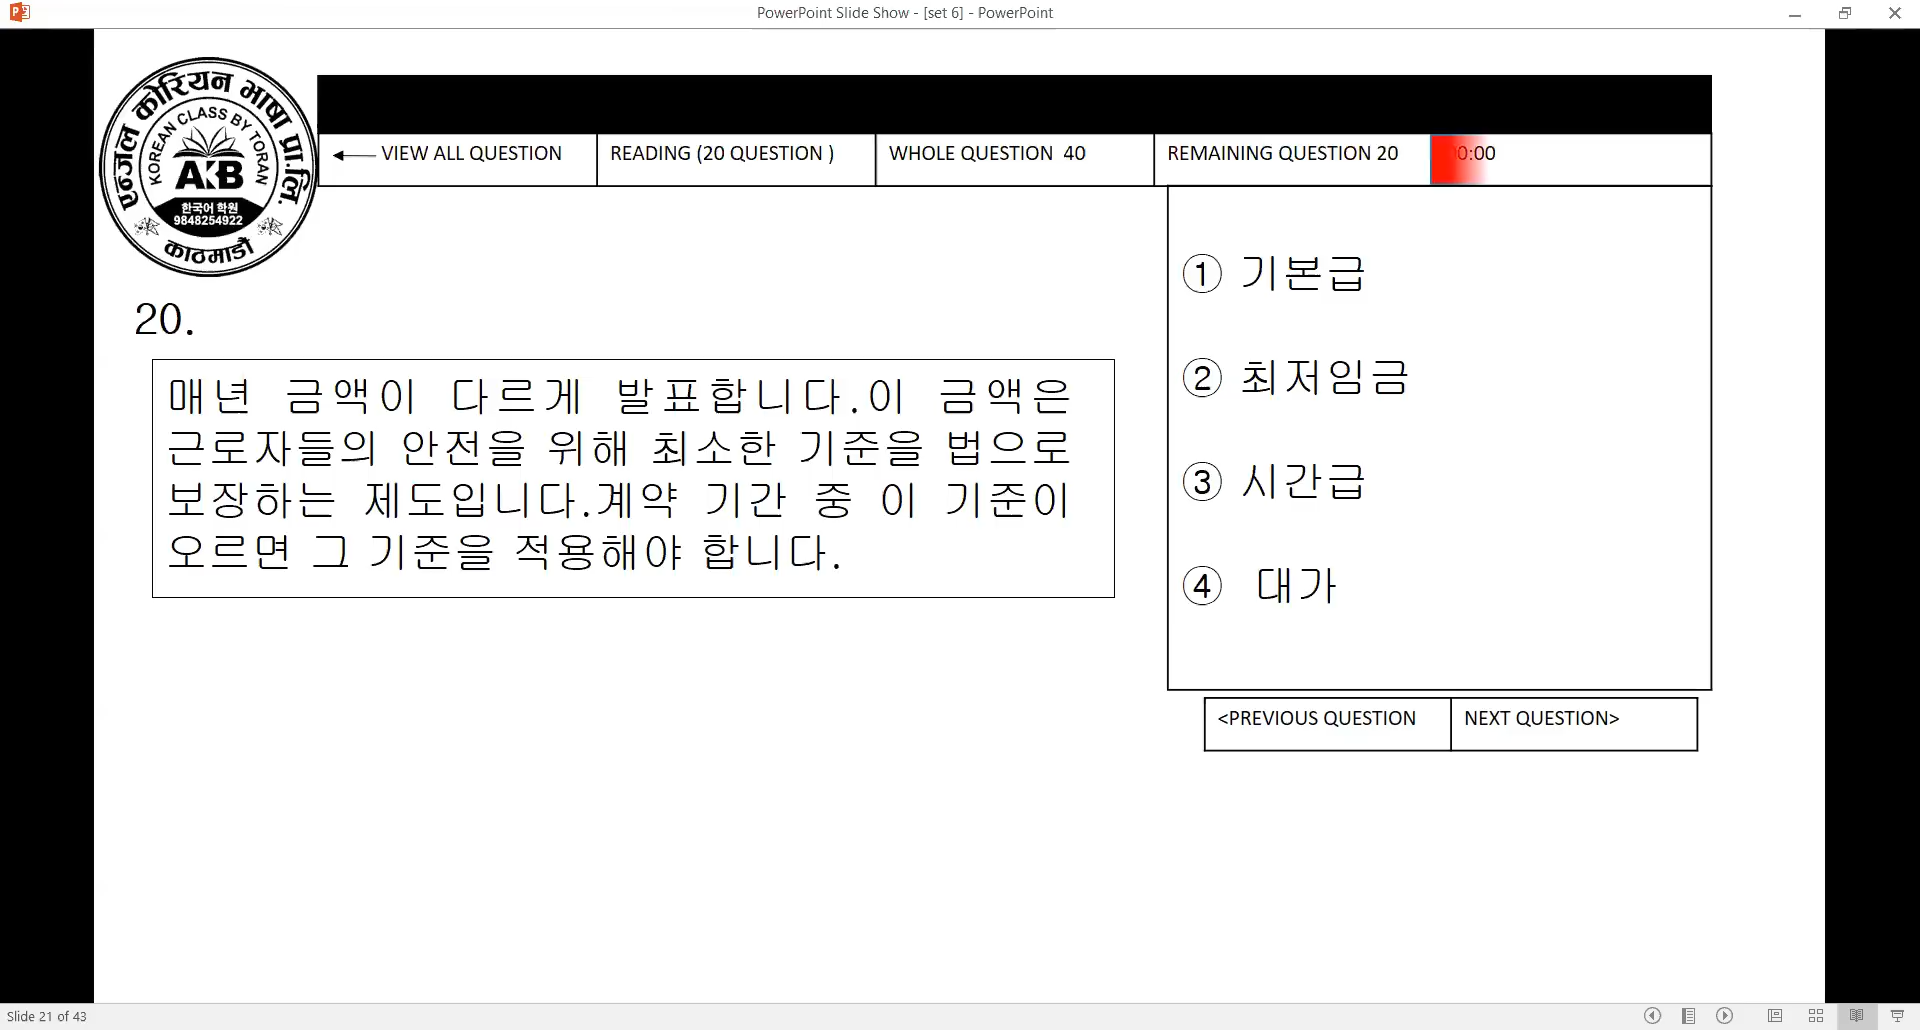 PowerPoint Slide Show - [set 6] - PowerPoint
एन्जल कोरियन भाषा प्रा.लि.
KOREAN CLASS BY TORAN
AKB
한국어 학원
9848254922
काठमाडौं
VIEW ALL QUESTION
READING (20 QUESTION )
WHOLE QUESTION 40
REMAINING QUESTION 20
00:00
20.
매년 금액이 다르게 발표합니다.이 금액은
근로자들의 안전을 위해 최소한 기준을 법으로
보장하는 제도입니다.계약 기간 중 이 기준이
오르면 그 기준을 적용해야 합니다.
① 기본급
② 최저임금
③ 시간급
④ 대가
<PREVIOUS QUESTION
NEXT QUESTION>
Slide 21 of 43